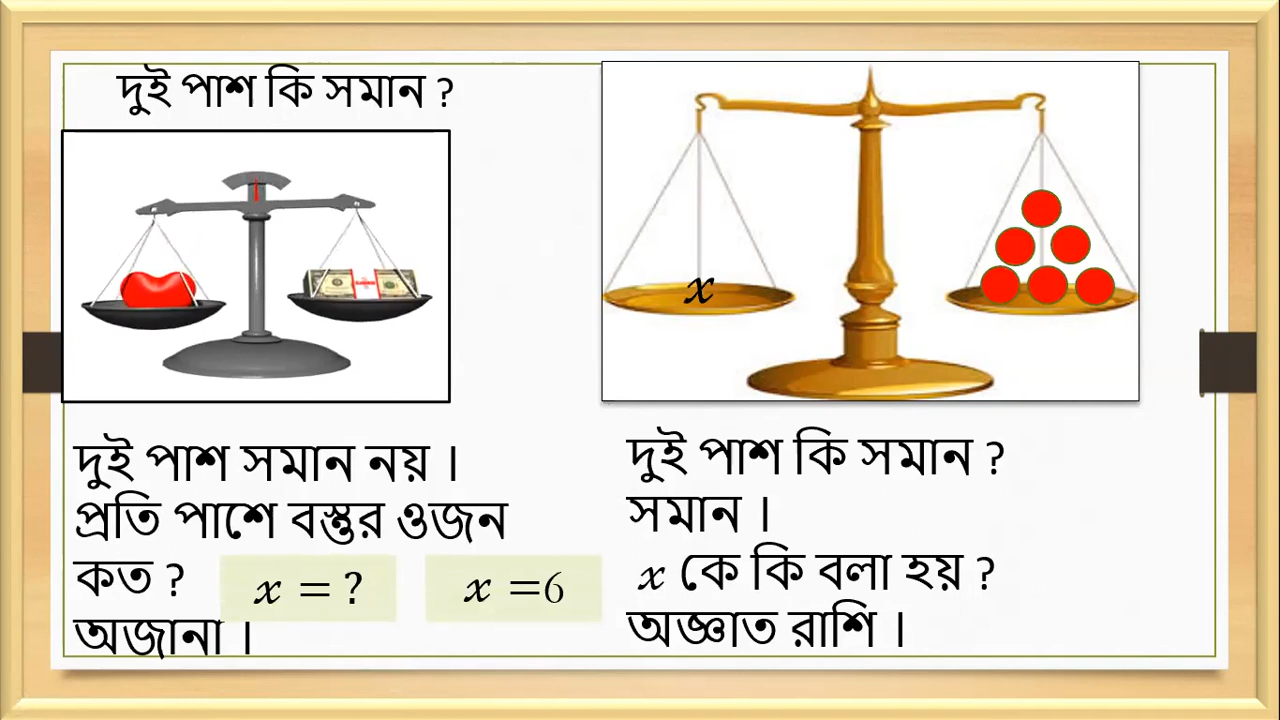 দুই পাশ কি সমান ?
দুই পাশ সমান নয় ।
প্রতি পাশে বস্তুর ওজন
কত ?
x = ?
x =6
অজানা ।
x
দুই পাশ কি সমান ?
সমান ।
x কে কি বলা হয় ?
অজ্ঞাত রাশি ।